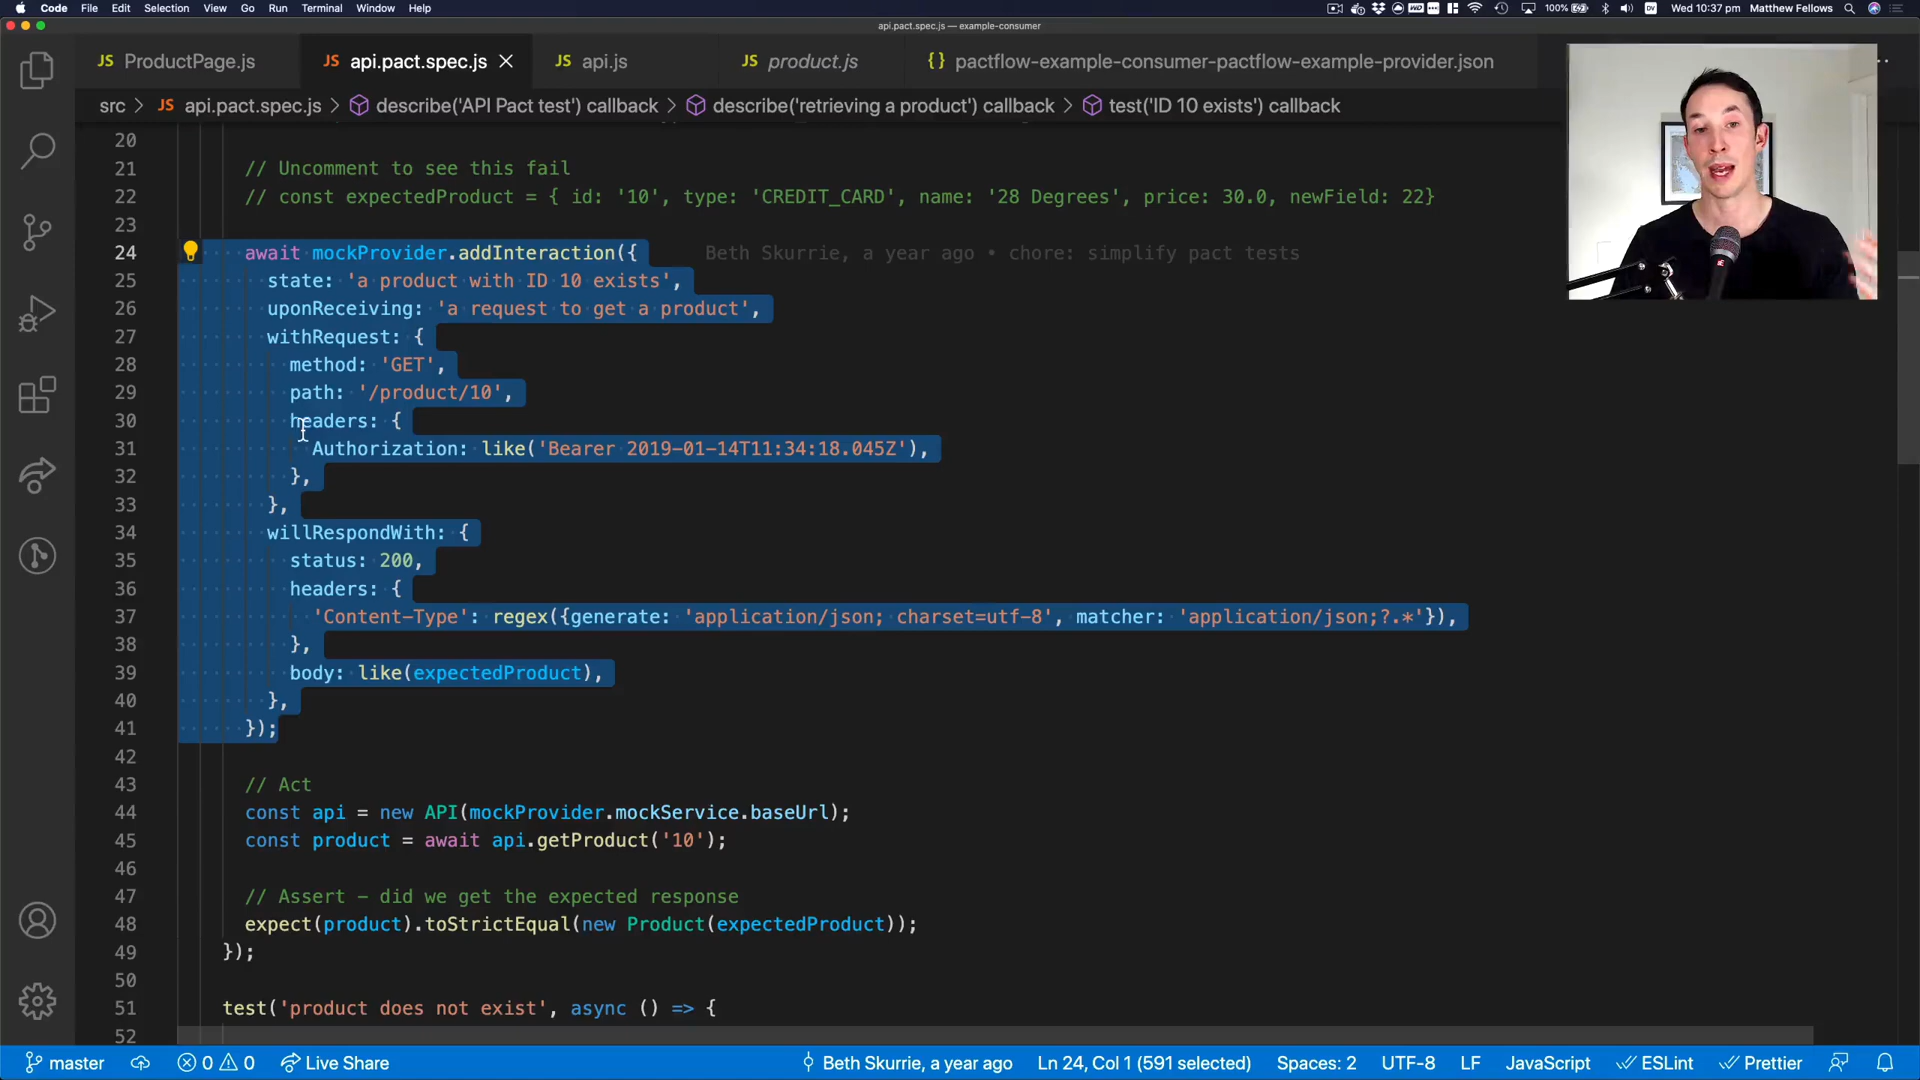 Code File Edit Selection View Go Run Terminal Window Help 100% DV Wed 10:37 pm Matthew Fellows
api.pact.spec.js — example-consumer
JS ProductPage.js JS api.pact.spec.js JS api.js JS product.js {} pactflow-example-consumer-pactflow-example-provider.json
src > JS api.pact.spec.js > describe('API Pact test') callback > describe('retrieving a product') callback > test('ID 10 exists') callback
20
21 // Uncomment to see this fail
22 // const expectedProduct = { id: '10', type: 'CREDIT_CARD', name: '28 Degrees', price: 30.0, newField: 22}
23
24 await mockProvider.addInteraction({ Beth Skurrie, a year ago • chore: simplify pact tests
25 state: 'a product with ID 10 exists',
26 uponReceiving: 'a request to get a product',
27 withRequest: {
28 method: 'GET',
29 path: '/product/10',
30 headers: {
31 Authorization: like('Bearer 2019-01-14T11:34:18.045Z'),
32 },
33 },
34 willRespondWith: {
35 status: 200,
36 headers: {
37 'Content-Type': regex({generate: 'application/json; charset=utf-8', matcher: 'application/json;?.*'}),
38 },
39 body: like(expectedProduct),
40 },
41 });
42
43 // Act
44 const api = new API(mockProvider.mockService.baseUrl);
45 const product = await api.getProduct('10');
46
47 // Assert - did we get the expected response
48 expect(product).toStrictEqual(new Product(expectedProduct));
49 });
50
51 test('product does not exist', async () => {
52
master 0 0 Live Share Beth Skurrie, a year ago Ln 24, Col 1 (591 selected) Spaces: 2 UTF-8 LF JavaScript ESLint Prettier